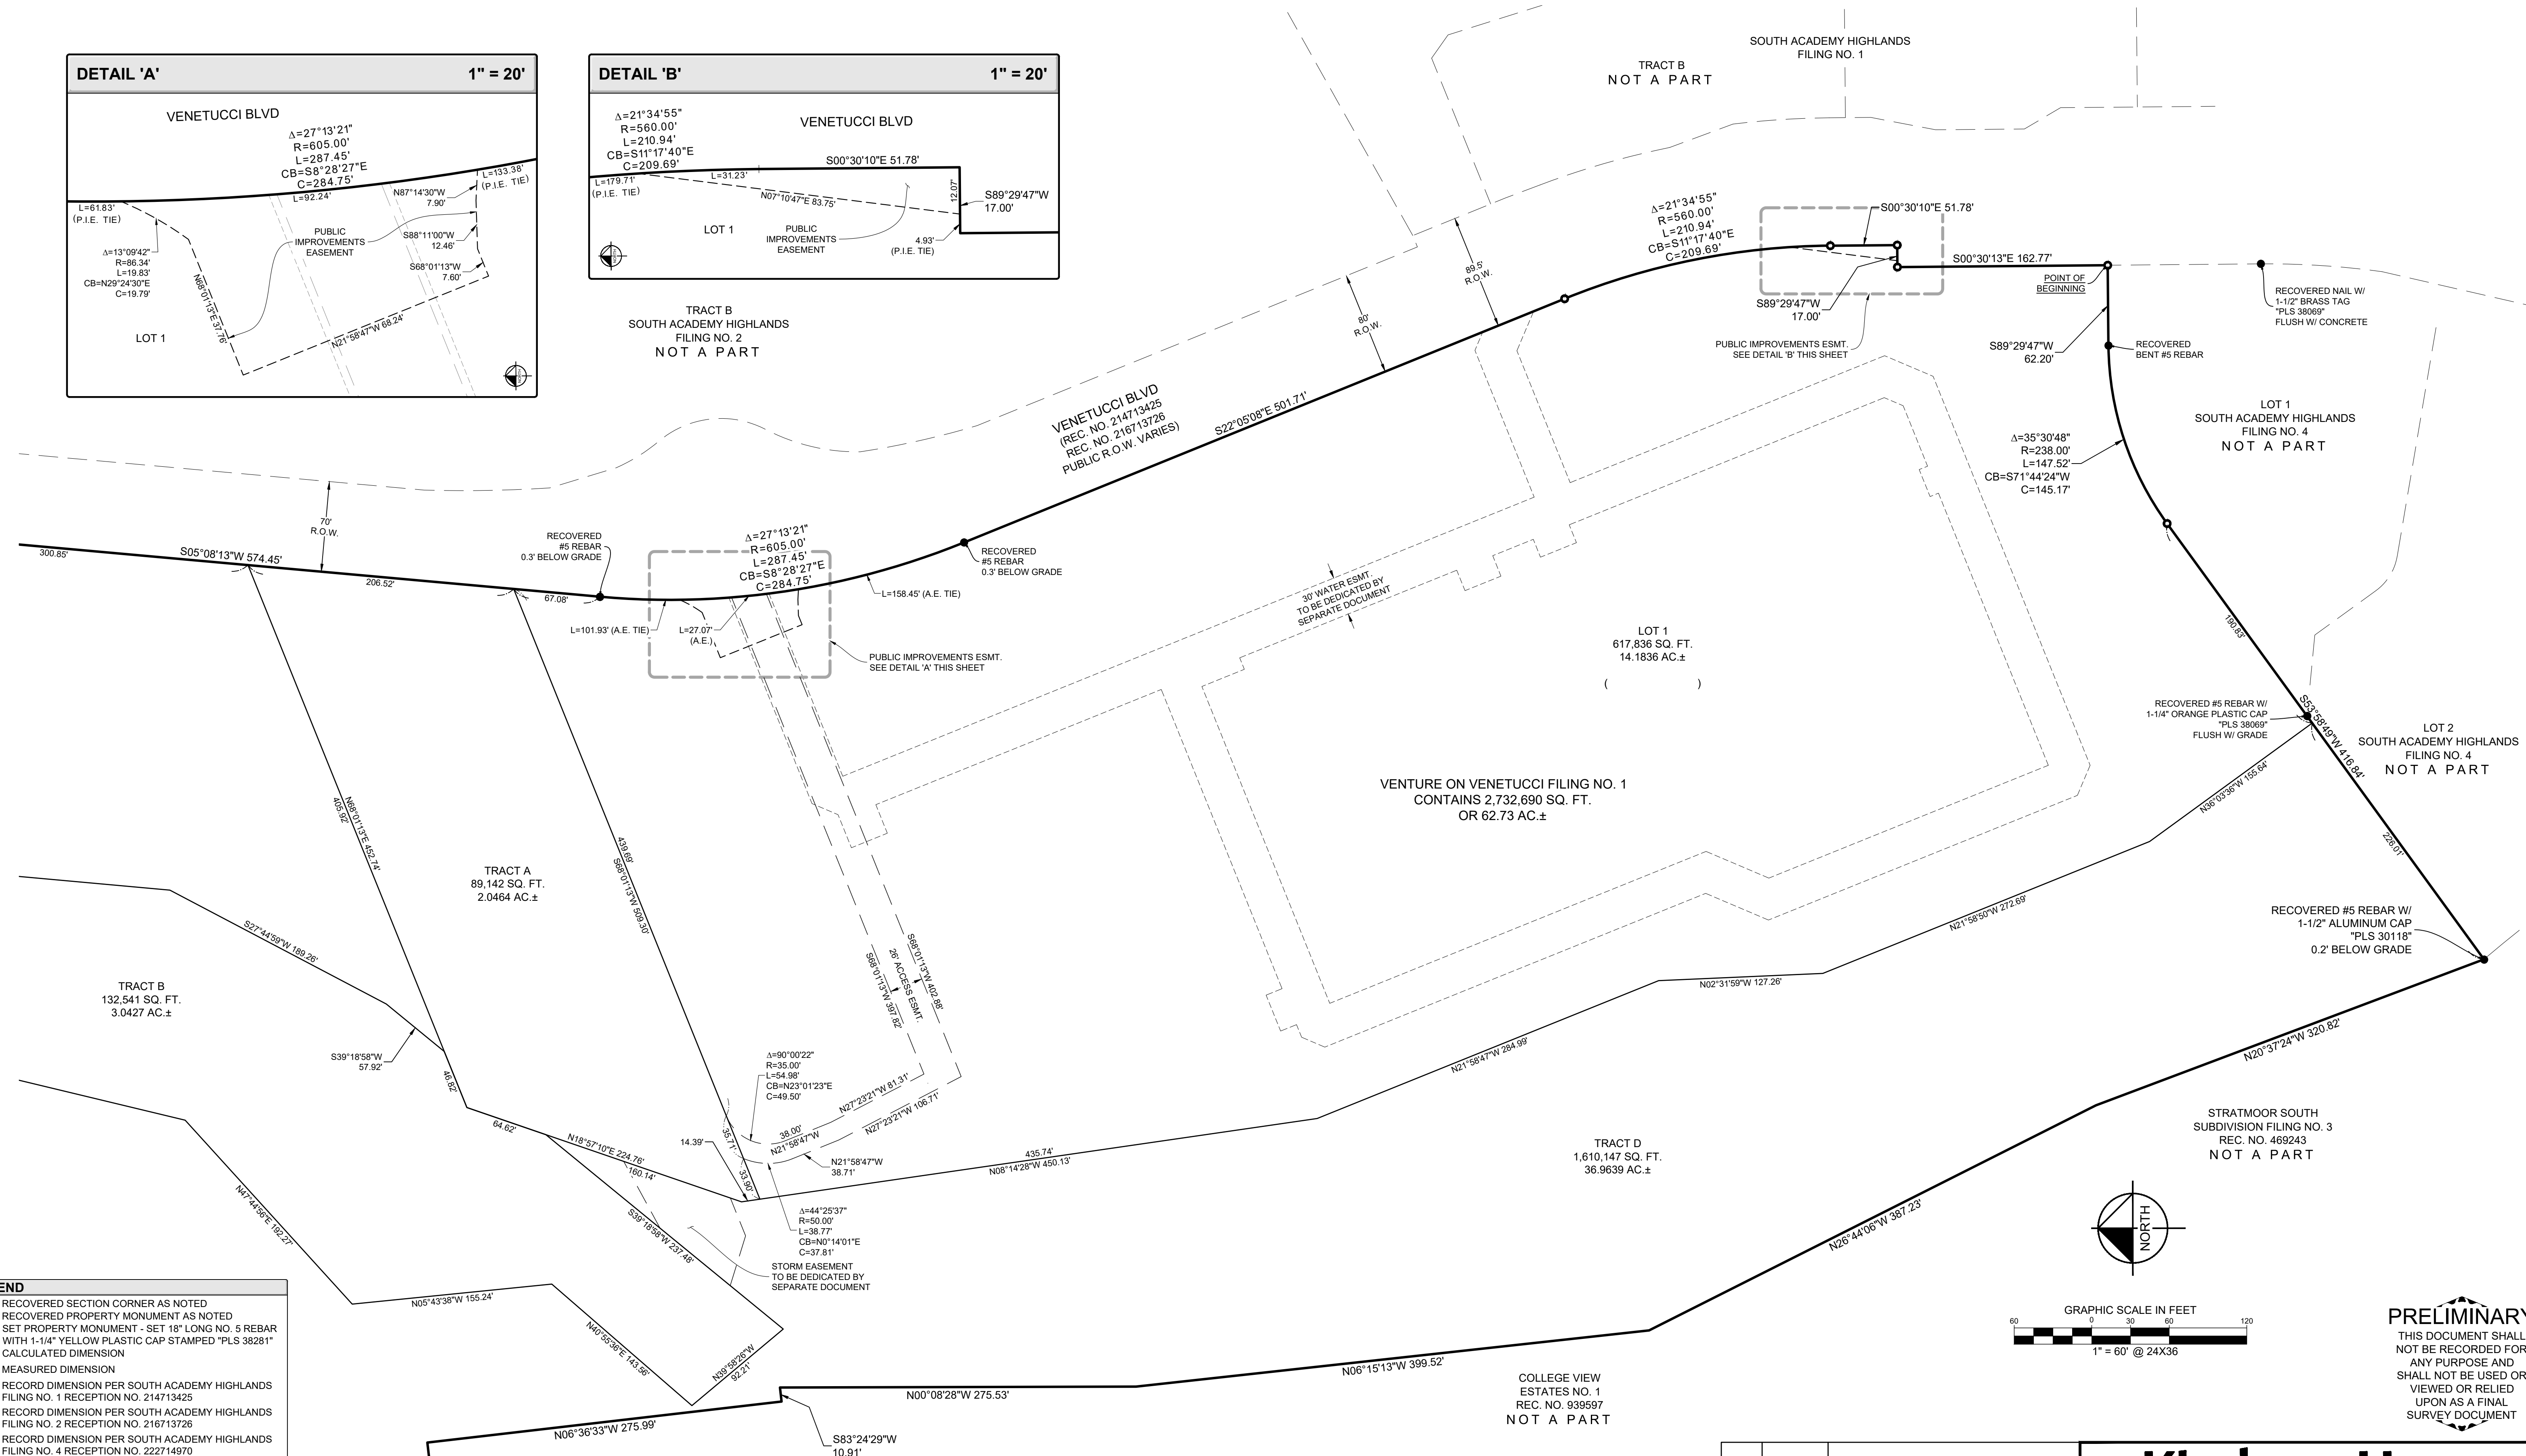 DETAIL 'A'
1" = 20'
VENETUCCI BLVD
Δ=27°13'21"
R=605.00'
L=287.45'
CB=S8°28'27"E
C=284.75'
L=92.24'
L=133.38'
(P.I.E. TIE)
N87°14'30"W
7.90'
L=61.83'
(P.I.E. TIE)
PUBLIC
IMPROVEMENTS
EASEMENT
S88°11'00"W
12.46'
S68°01'13"W
7.60'
Δ=13°09'42"
R=86.34'
L=19.83'
CB=N29°24'30"E
C=19.79'
N68°01'13"E 37.76'
N21°58'47"W 68.24'
LOT 1
DETAIL 'B'
1" = 20'
Δ=21°34'55"
R=560.00'
L=210.94'
CB=S11°17'40"E
C=209.69'
VENETUCCI BLVD
S00°30'10"E 51.78'
L=179.71'
(P.I.E. TIE)
L=31.23'
N07°10'47"E 83.75'
12.07'
S89°29'47"W
17.00'
LOT 1
PUBLIC
IMPROVEMENTS
EASEMENT
4.93'
(P.I.E. TIE)
SOUTH ACADEMY HIGHLANDS
FILING NO. 1
TRACT B
NOT A PART
TRACT B
SOUTH ACADEMY HIGHLANDS
FILING NO. 2
NOT A PART
89.5'
R.O.W.
80'
R.O.W.
Δ=21°34'55"
R=560.00'
L=210.94'
CB=S11°17'40"E
C=209.69'
S00°30'10"E 51.78'
S00°30'13"E 162.77'
POINT OF
BEGINNING
S89°29'47"W
17.00'
RECOVERED NAIL W/
1-1/2" BRASS TAG
"PLS 38069"
FLUSH W/ CONCRETE
PUBLIC IMPROVEMENTS ESMT.
SEE DETAIL 'B' THIS SHEET
S89°29'47"W
62.20'
RECOVERED
BENT #5 REBAR
VENETUCCI BLVD
(REC. NO. 214713425
REC. NO. 216713726
PUBLIC R.O.W. VARIES)
S22°05'08"E 501.71'
LOT 1
SOUTH ACADEMY HIGHLANDS
FILING NO. 4
NOT A PART
Δ=35°30'48"
R=238.00'
L=147.52'
CB=S71°44'24"W
C=145.17'
70'
R.O.W.
300.85'
S05°08'13"W 574.45'
206.52'
67.08'
RECOVERED
#5 REBAR
0.3' BELOW GRADE
Δ=27°13'21"
R=605.00'
L=287.45'
CB=S8°28'27"E
C=284.75'
RECOVERED
#5 REBAR
0.3' BELOW GRADE
L=158.45' (A.E. TIE)
L=101.93' (A.E. TIE)
L=27.07'
(A.E.)
PUBLIC IMPROVEMENTS ESMT.
SEE DETAIL 'A' THIS SHEET
30' WATER ESMT.
TO BE DEDICATED BY
SEPARATE DOCUMENT
LOT 1
617,836 SQ. FT.
14.1836 AC.±
( )
190.83'
RECOVERED #5 REBAR W/
1-1/4" ORANGE PLASTIC CAP
"PLS 38069"
FLUSH W/ GRADE
S53°58'49"W 416.84'
LOT 2
SOUTH ACADEMY HIGHLANDS
FILING NO. 4
NOT A PART
VENTURE ON VENETUCCI FILING NO. 1
CONTAINS 2,732,690 SQ. FT.
OR 62.73 AC.±
N36°03'36"W 155.64'
226.01'
N68°01'13"E 452.74'
405.92'
TRACT A
89,142 SQ. FT.
2.0464 AC.±
439.69'
S68°01'13"W 509.30'
S27°44'59"W 189.26'
S68°01'13"W 397.82'
26' ACCESS ESMT.
S68°01'13"W 402.88'
N21°58'50"W 272.69'
RECOVERED #5 REBAR W/
1-1/2" ALUMINUM CAP
"PLS 30118"
0.2' BELOW GRADE
TRACT B
132,541 SQ. FT.
3.0427 AC.±
N02°31'59"W 127.26'
N20°37'24"W 320.82'
S39°18'58"W
57.92'
46.82'
Δ=90°00'22"
R=35.00'
L=54.98'
CB=N23°01'23"E
C=49.50'
N27°23'21"W 81.31'
N27°23'21"W 106.71'
N21°58'47"W 284.99'
64.62'
N18°57'10"E 224.76'
160.14'
14.39'
35.71'
33.90'
38.00'
N21°58'47"W
N21°58'47"W
38.71'
435.74'
N08°14'28"W 450.13'
TRACT D
1,610,147 SQ. FT.
36.9639 AC.±
STRATMOOR SOUTH
SUBDIVISION FILING NO. 3
REC. NO. 469243
NOT A PART
N47°44'56"E 192.27'
S39°18'58"W 237.48'
Δ=44°25'37"
R=50.00'
L=38.77'
CB=N0°14'01"E
C=37.81'
STORM EASEMENT
TO BE DEDICATED BY
SEPARATE DOCUMENT
N26°44'06"W 387.23'
NORTH
N05°43'38"W 155.24'
N40°55'36"E 143.56'
N39°58'26"W
92.21'
N06°15'13"W 399.52'
N00°08'28"W 275.53'
N06°36'33"W 275.99'
S83°24'29"W
10.91'
COLLEGE VIEW
ESTATES NO. 1
REC. NO. 939597
NOT A PART
GRAPHIC SCALE IN FEET
60 0 30 60 120
1" = 60' @ 24X36
PRELIMINARY
THIS DOCUMENT SHALL
NOT BE RECORDED FOR
ANY PURPOSE AND
SHALL NOT BE USED OR
VIEWED OR RELIED
UPON AS A FINAL
SURVEY DOCUMENT
END
RECOVERED SECTION CORNER AS NOTED
RECOVERED PROPERTY MONUMENT AS NOTED
SET PROPERTY MONUMENT - SET 18" LONG NO. 5 REBAR
WITH 1-1/4" YELLOW PLASTIC CAP STAMPED "PLS 38281"
CALCULATED DIMENSION
MEASURED DIMENSION
RECORD DIMENSION PER SOUTH ACADEMY HIGHLANDS
FILING NO. 1 RECEPTION NO. 214713425
RECORD DIMENSION PER SOUTH ACADEMY HIGHLANDS
FILING NO. 2 RECEPTION NO. 216713726
RECORD DIMENSION PER SOUTH ACADEMY HIGHLANDS
FILING NO. 4 RECEPTION NO. 222714970